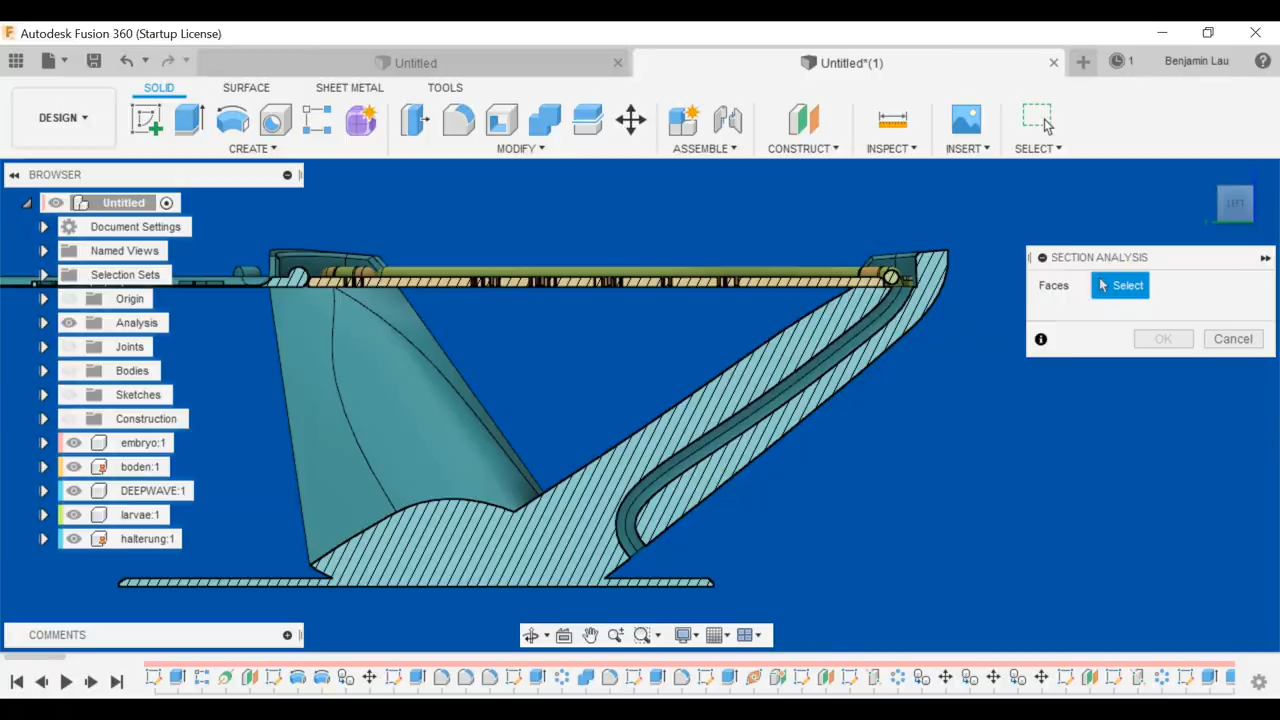 Autodesk Fusion 360 (Startup License)
Untitled
Untitled*(1)
1
Benjamin Lau
SOLID
SURFACE
SHEET METAL
TOOLS
DESIGN
CREATE
MODIFY
ASSEMBLE
CONSTRUCT
INSPECT
INSERT
SELECT
BROWSER
Untitled
Document Settings
Named Views
Selection Sets
Origin
Analysis
Joints
Bodies
Sketches
Construction
embryo:1
boden:1
DEEPWAVE:1
larvae:1
halterung:1
LEFT
SECTION ANALYSIS
Faces
Select
OK
Cancel
COMMENTS